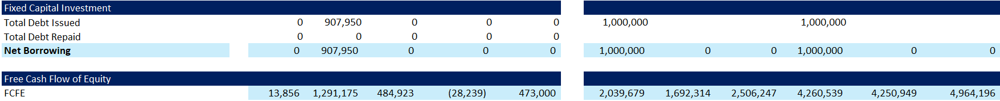 Fixed Capital Investment
Total Debt Issued 0 907,950 0 0 0 1,000,000 1,000,000
Total Debt Repaid 0 0 0 0 0
Net Borrowing 0 907,950 0 0 0 1,000,000 0 0 1,000,000 0 0
Free Cash Flow of Equity
FCFE 13,856 1,291,175 484,923 (28,239) 473,000 2,039,679 1,692,314 2,506,247 4,260,539 4,250,949 4,964,196